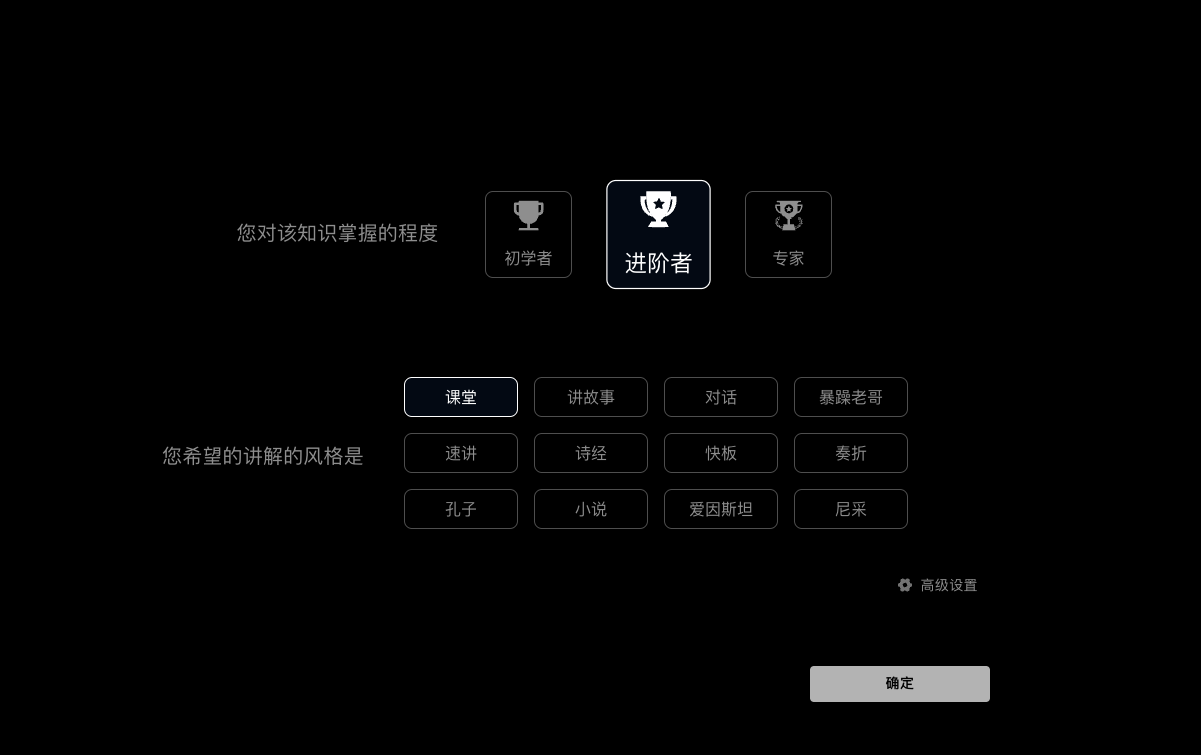 您对该知识掌握的程度
初学者
进阶者
专家
您希望的讲解的风格是
课堂
讲故事
对话
暴躁老哥
速讲
诗经
快板
奏折
孔子
小说
爱因斯坦
尼采
高级设置
确定